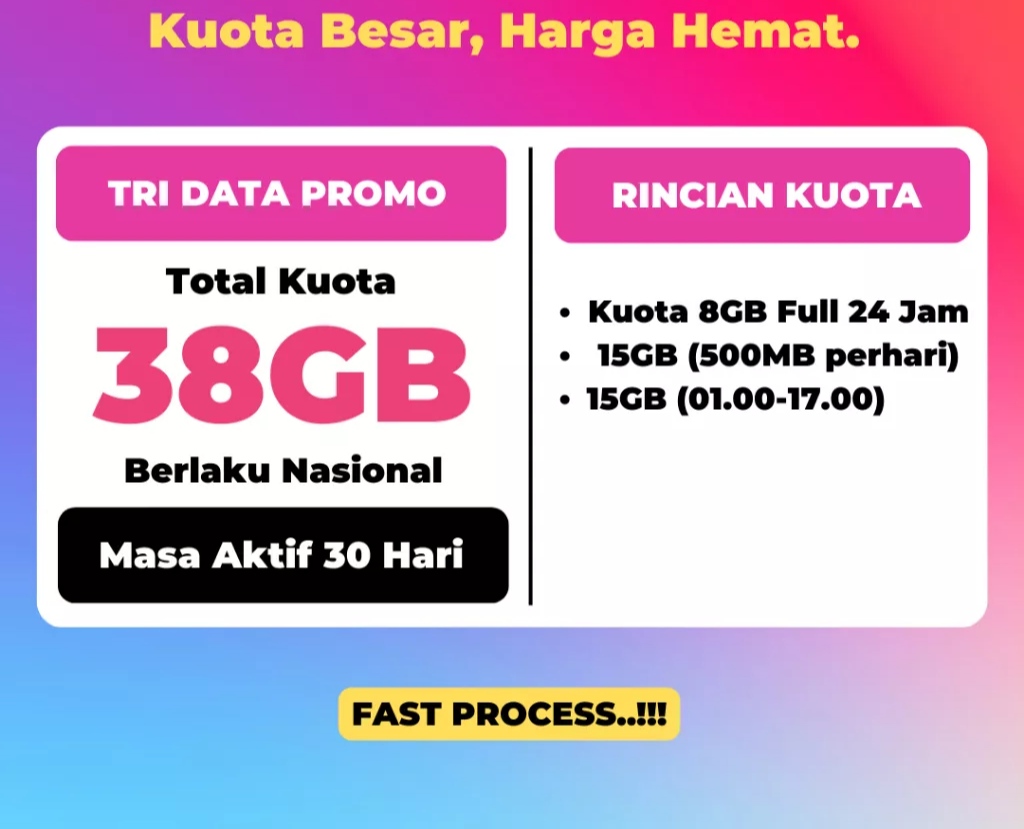 Kuota Besar, Harga Hemat.
TRI DATA PROMO
Total Kuota
38GB
Berlaku Nasional
Masa Aktif 30 Hari
RINCIAN KUOTA
• Kuota 8GB Full 24 Jam
• 15GB (500MB perhari)
• 15GB (01.00-17.00)
FAST PROCESS..!!!